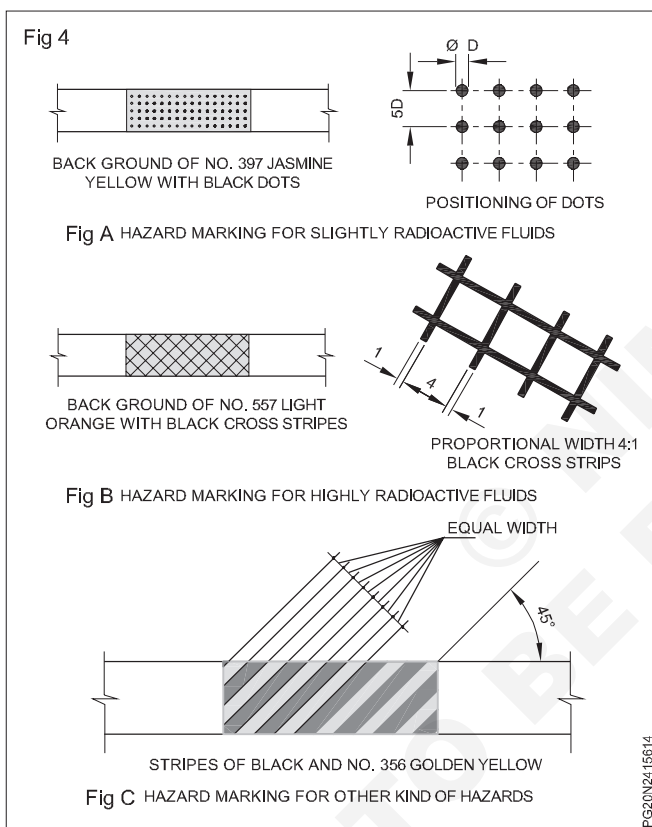 Fig 4
Ø D
5D
BACK GROUND OF NO. 397 JASMINE
YELLOW WITH BLACK DOTS
POSITIONING OF DOTS
Fig A HAZARD MARKING FOR SLIGHTLY RADIOACTIVE FLUIDS
1
4
1
BACK GROUND OF NO. 557 LIGHT
ORANGE WITH BLACK CROSS STRIPES
PROPORTIONAL WIDTH 4:1
BLACK CROSS STRIPS
Fig B HAZARD MARKING FOR HIGHLY RADIOACTIVE FLUIDS
EQUAL WIDTH
45°
STRIPES OF BLACK AND NO. 356 GOLDEN YELLOW
Fig C HAZARD MARKING FOR OTHER KIND OF HAZARDS
PG20N2415614
© NI
TO BE